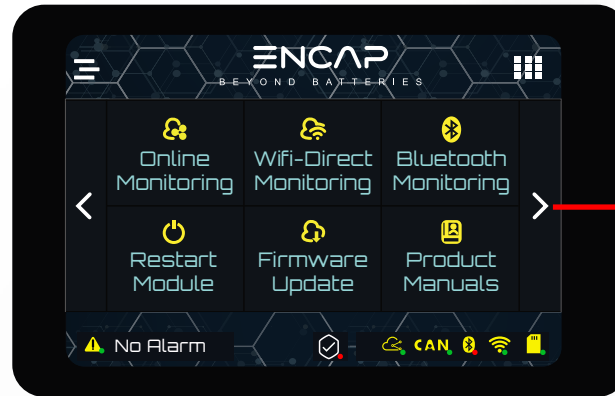 ENCAP
BEYOND BATTERIES
Online
Monitoring
Wifi-Direct
Monitoring
Bluetooth
Monitoring
Restart
Module
Firmware
Update
Product
Manuals
No Alarm
CAN